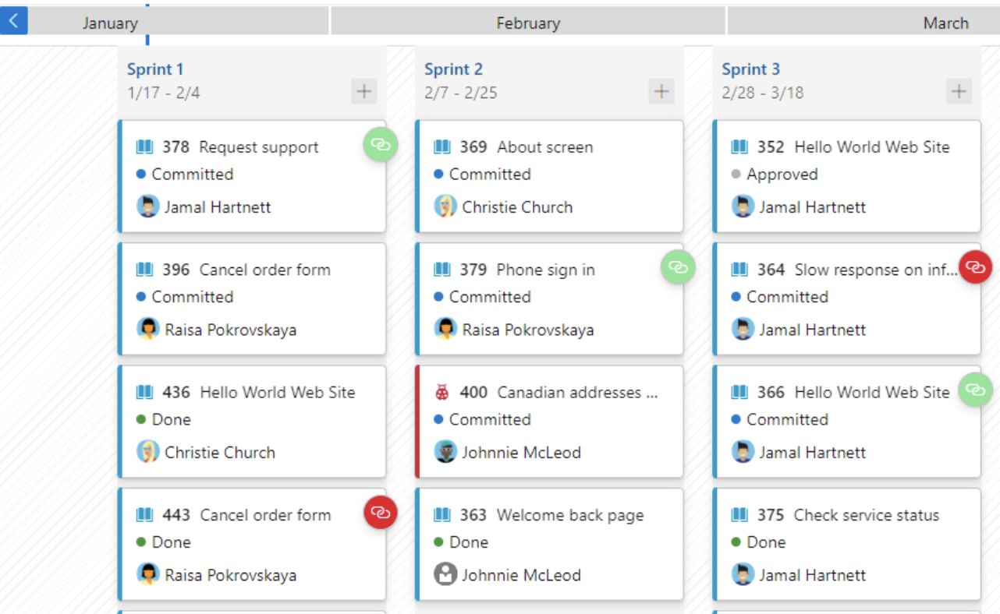 January
February
March
Sprint 1
1/17 - 2/4
378 Request support
Committed
Jamal Hartnett
396 Cancel order form
Committed
Raisa Pokrovskaya
436 Hello World Web Site
Done
Christie Church
443 Cancel order form
Done
Raisa Pokrovskaya
Sprint 2
2/7 - 2/25
369 About screen
Committed
Christie Church
379 Phone sign in
Committed
Raisa Pokrovskaya
400 Canadian addresses ...
Committed
Johnnie McLeod
363 Welcome back page
Done
Johnnie McLeod
Sprint 3
2/28 - 3/18
352 Hello World Web Site
Approved
Jamal Hartnett
364 Slow response on inf...
Committed
Jamal Hartnett
366 Hello World Web Site
Committed
Jamal Hartnett
375 Check service status
Done
Jamal Hartnett